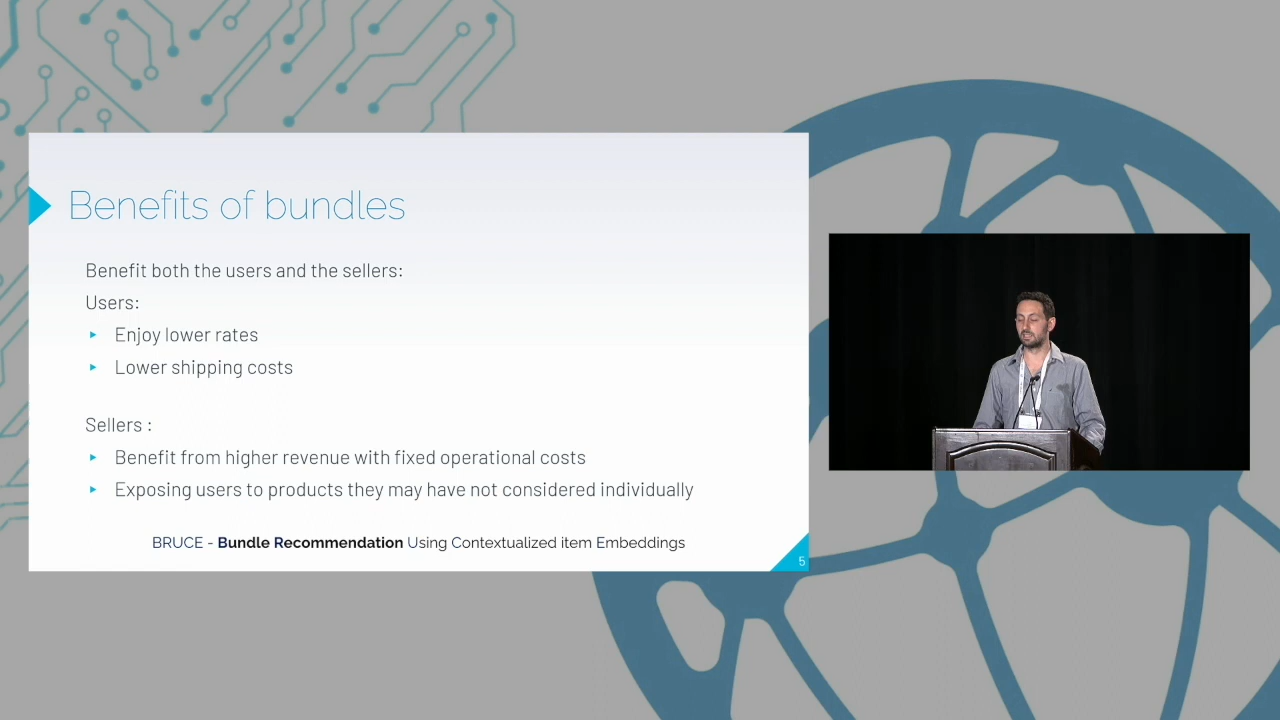 Benefits of bundles
Benefit both the users and the sellers:
Users:
Enjoy lower rates
Lower shipping costs
Sellers :
Benefit from higher revenue with fixed operational costs
Exposing users to products they may have not considered individually
BRUCE - Bundle Recommendation Using Contextualized item Embeddings
5